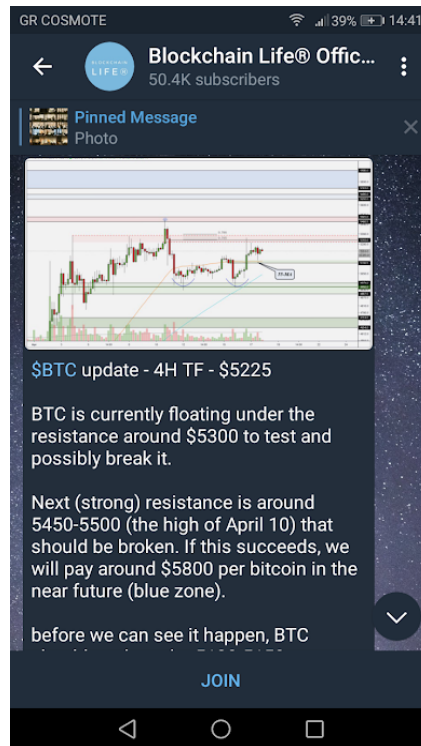 GR COSMOTE 39% 14:41
BLOCKCHAIN
LIFE®
Blockchain Life® Offic...
50.4K subscribers
Pinned Message
Photo
$BTC update - 4H TF - $5225
BTC is currently floating under the
resistance around $5300 to test and
possibly break it.
Next (strong) resistance is around
5450-5500 (the high of April 10) that
should be broken. If this succeeds, we
will pay around $5800 per bitcoin in the
near future (blue zone).
before we can see it happen, BTC
JOIN